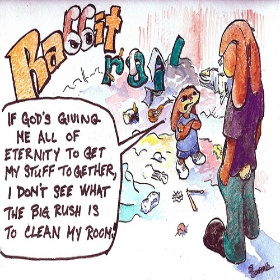 Rabbit
trail
IF GOD'S GIVING
ME ALL OF
ETERNITY TO GET
MY STUFF TOGETHER,
I DON'T SEE WHAT
THE BIG RUSH IS
TO CLEAN MY ROOM!